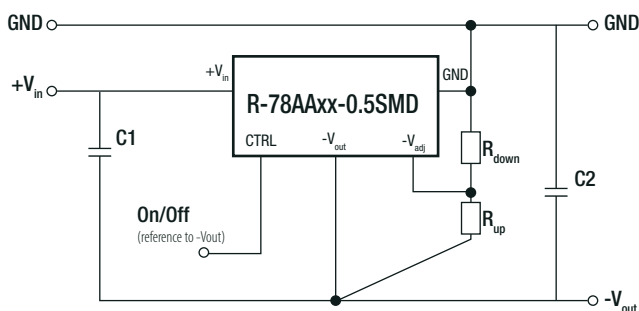 GND
GND
+Vin
+Vin
GND
R-78AAxx-0.5SMD
C1
CTRL
-Vout
-Vadj
Rdown
C2
On/Off
(reference to -Vout)
Rup
-Vout